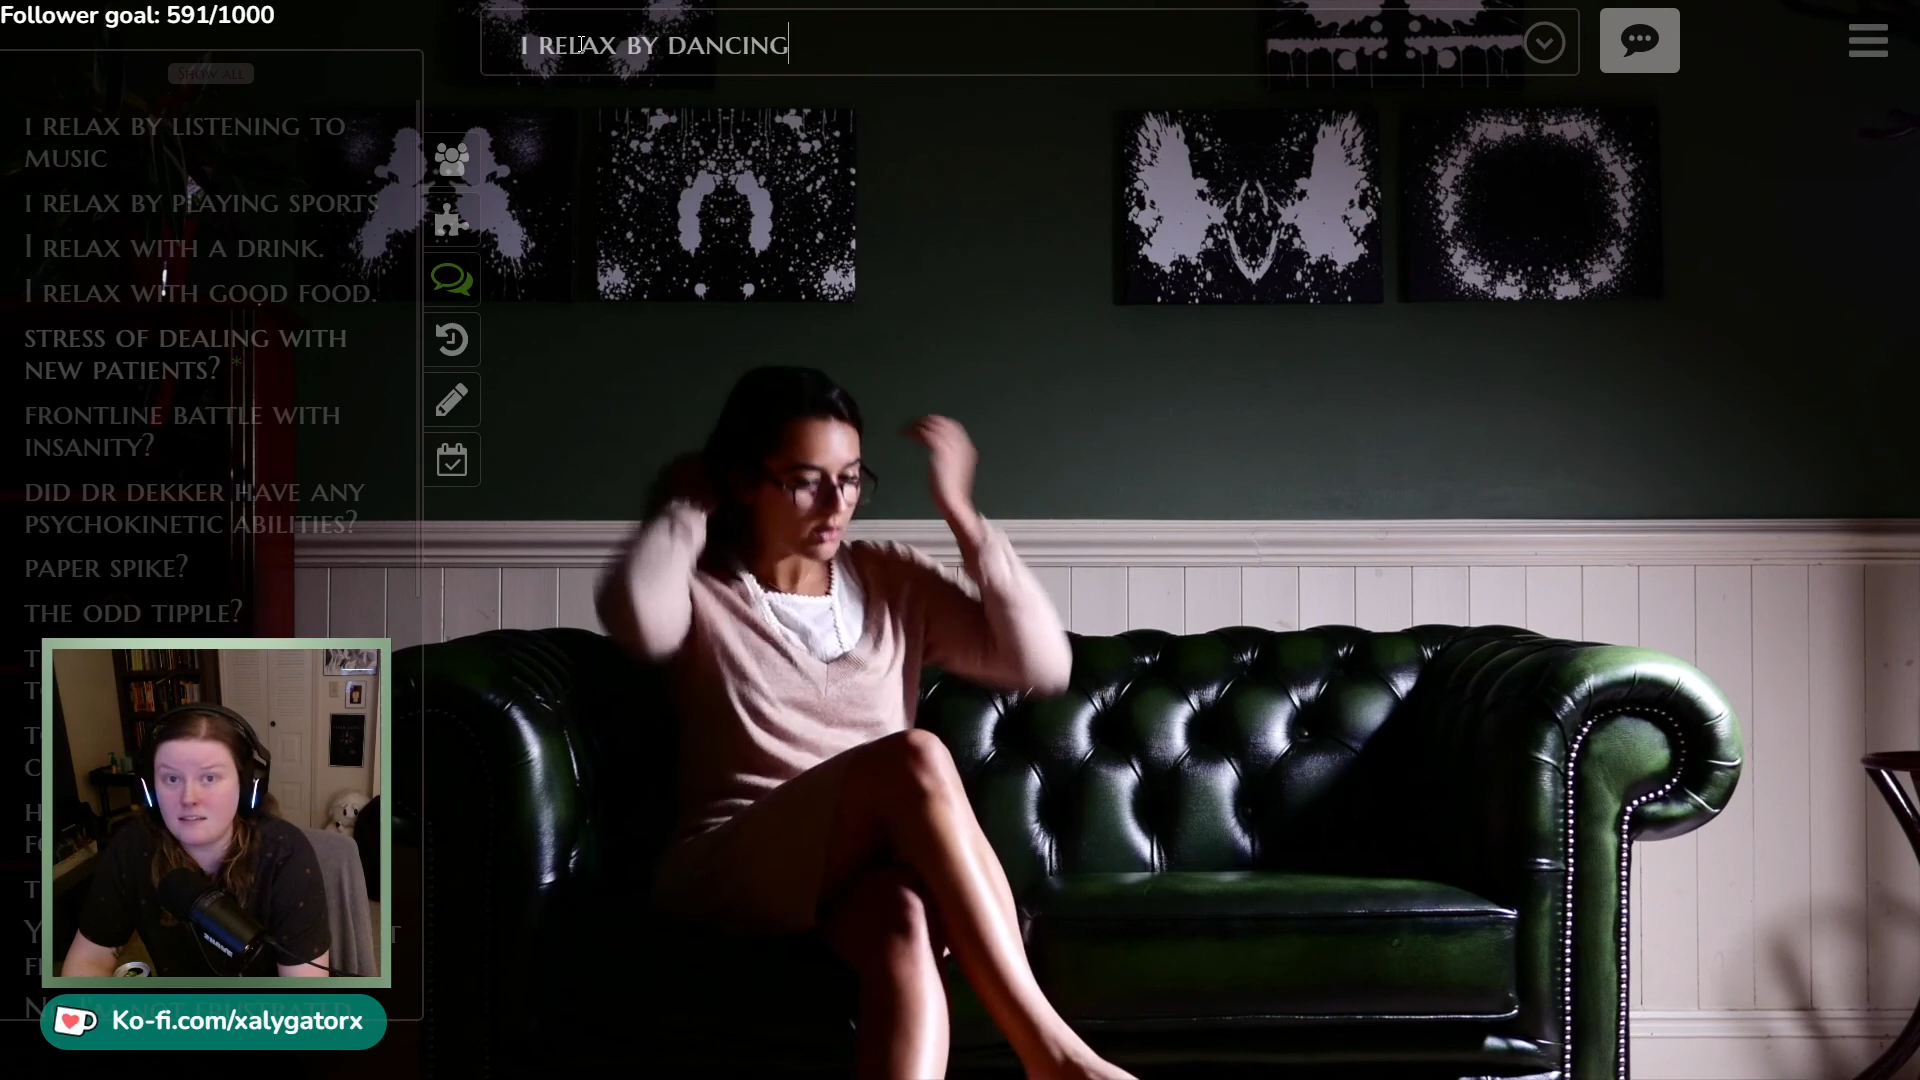 Follower goal: 591/1000
I RELAX BY DANCING
SHOW ALL
I RELAX BY LISTENING TO
MUSIC
I RELAX BY PLAYING SPORTS
I RELAX WITH A DRINK.
I RELAX WITH GOOD FOOD.
STRESS OF DEALING WITH
NEW PATIENTS? *
FRONTLINE BATTLE WITH
INSANITY?
DID DR DEKKER HAVE ANY
PSYCHOKINETIC ABILITIES?
PAPER SPIKE?
THE ODD TIPPLE?
Ko-fi.com/xalygatorx